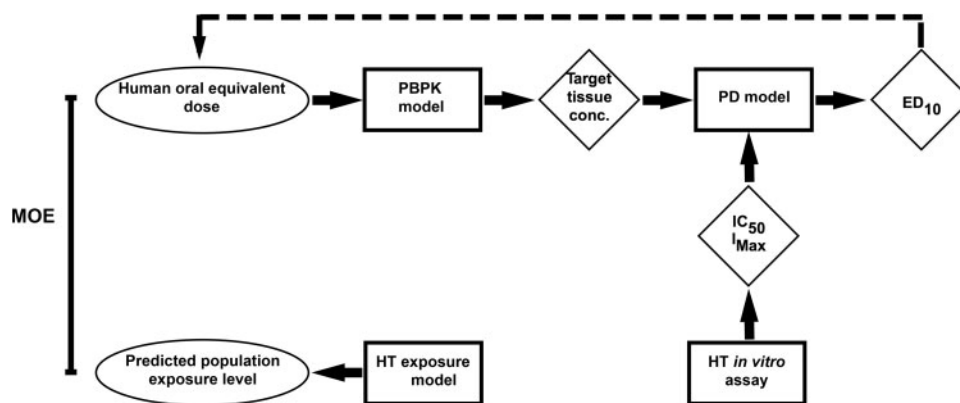 Human oral equivalent
dose
PBPK
model
Target
tissue
conc.
PD model
ED10
MOE
IC50
IMax
Predicted population
exposure level
HT exposure
model
HT in vitro
assay